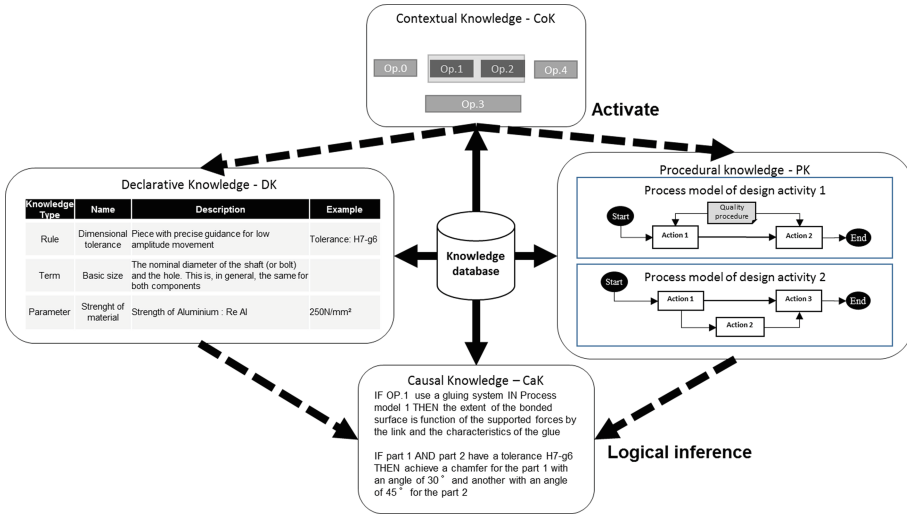 Contextual Knowledge - CoK
Op.0
Op.1
Op.2
Op.4
Op.3
Activate
Declarative Knowledge - DK
Knowledge Type
Name
Description
Example
Rule
Dimensional
tolerance
Piece with precise guidance for low
amplitude movement
Tolerance: H7-g6
Term
Basic size
The nominal diameter of the shaft (or bolt)
and the hole. This is, in general, the same for
both components
Parameter
Strenght of
material
Strength of Aluminium : Re Al
250N/mm²
Knowledge
database
Procedural knowledge - PK
Process model of design activity 1
Start
Quality
procedure
Action 1
Action 2
End
Process model of design activity 2
Start
Action 1
Action 3
End
Action 2
Causal Knowledge – CaK
IF OP.1 use a gluing system IN Process
model 1 THEN the extent of the bonded
surface is function of the supported forces by
the link and the characteristics of the glue
IF part 1 AND part 2 have a tolerance H7-g6
THEN achieve a chamfer for the part 1 with
an angle of 30 ° and another with an angle
of 45 ° for the part 2
Logical inference